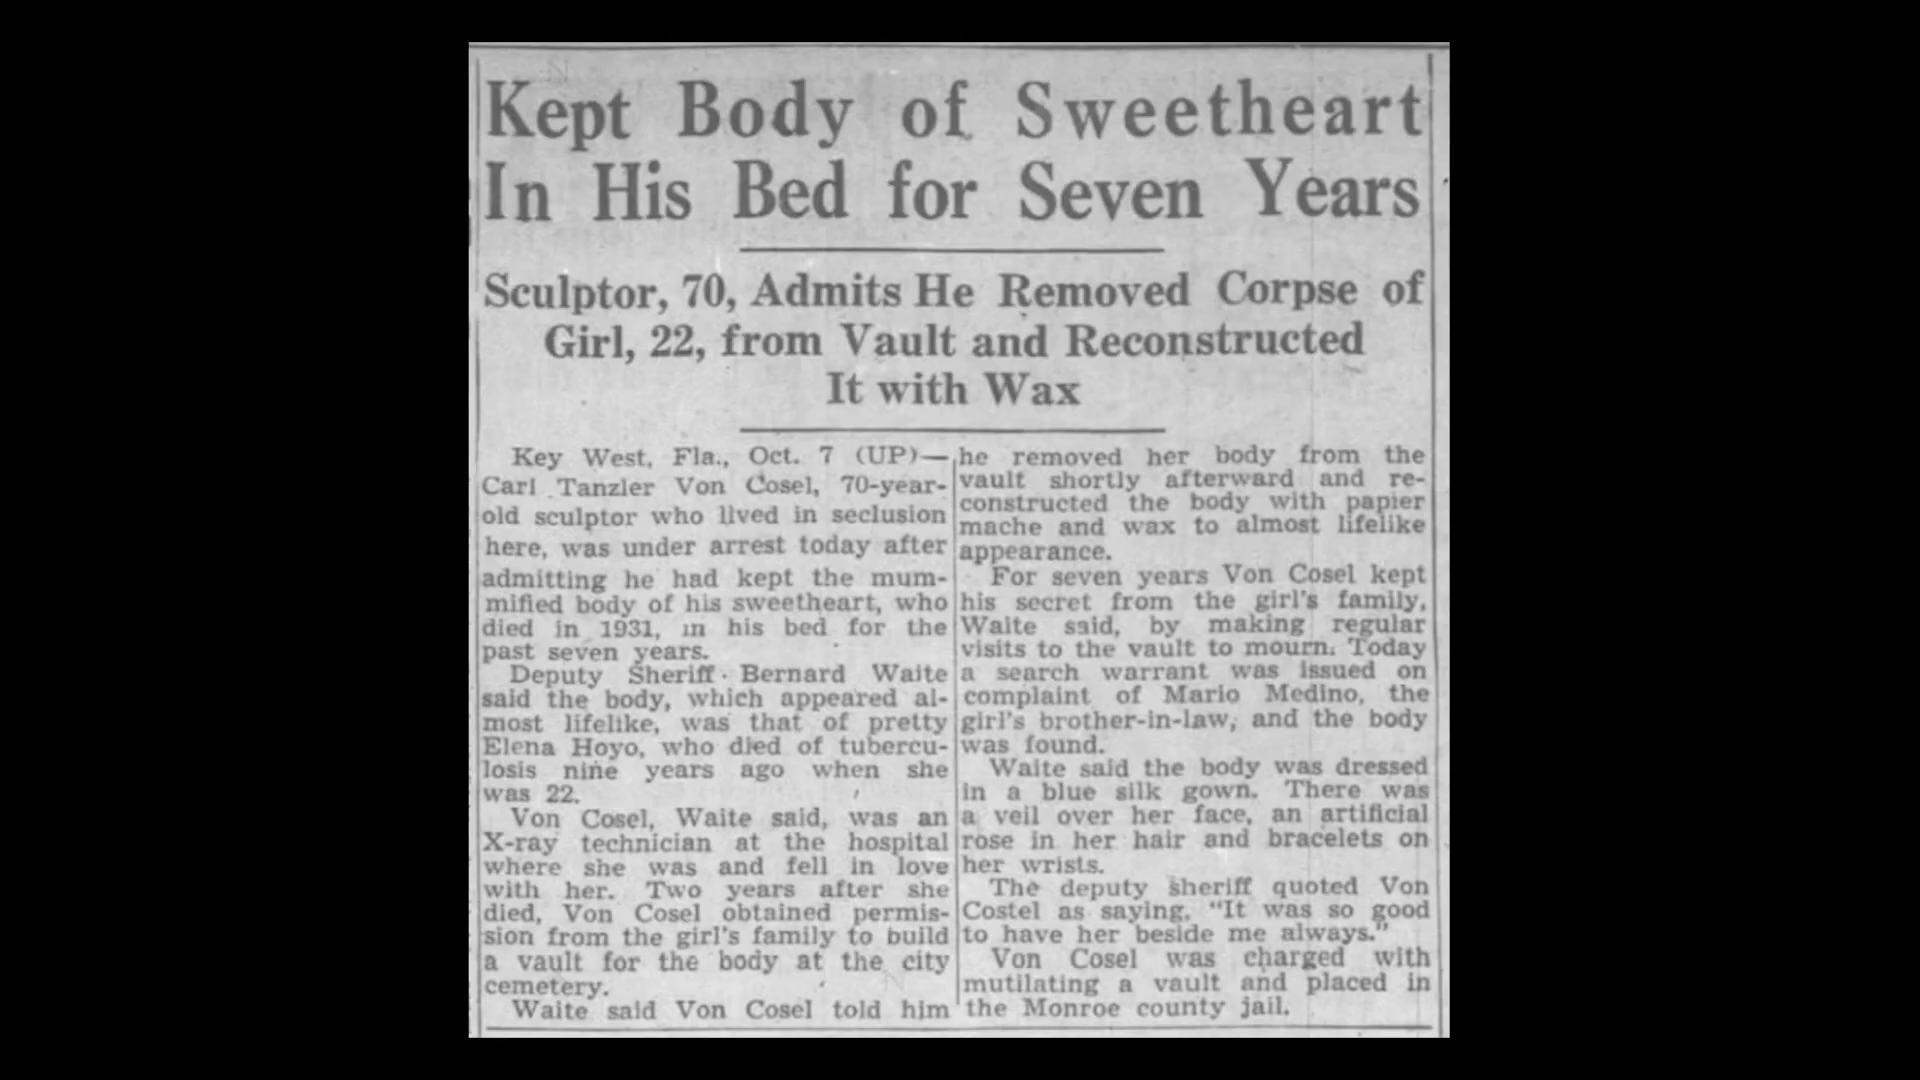 Kept Body of Sweetheart
In His Bed for Seven Years
Sculptor, 70, Admits He Removed Corpse of
Girl, 22, from Vault and Reconstructed
It with Wax
Key West, Fla., Oct. 7 (UP)—
Carl Tanzler Von Cosel, 70-year-
old sculptor who lived in seclusion
here, was under arrest today after
admitting he had kept the mum-
mified body of his sweetheart, who
died in 1931, in his bed for the
past seven years.
Deputy Sheriff Bernard Waite
said the body, which appeared al-
most lifelike, was that of pretty
Elena Hoyo, who died of tubercu-
losis nine years ago when she
was 22.
Von Cosel, Waite said, was an
X-ray technician at the hospital
where she was and fell in love
with her. Two years after she
died, Von Cosel obtained permis-
sion from the girl's family to build
a vault for the body at the city
cemetery.
Waite said Von Cosel told him
he removed her body from the
vault shortly afterward and re-
constructed the body with papier
mache and wax to almost lifelike
appearance.
For seven years Von Cosel kept
his secret from the girl's family,
Waite said, by making regular
visits to the vault to mourn. Today
a search warrant was issued on
complaint of Mario Medino, the
girl's brother-in-law, and the body
was found.
Waite said the body was dressed
in a blue silk gown. There was
a veil over her face, an artificial
rose in her hair and bracelets on
her wrists.
The deputy sheriff quoted Von
Costel as saying, "It was so good
to have her beside me always."
Von Cosel was charged with
mutilating a vault and placed in
the Monroe county jail.